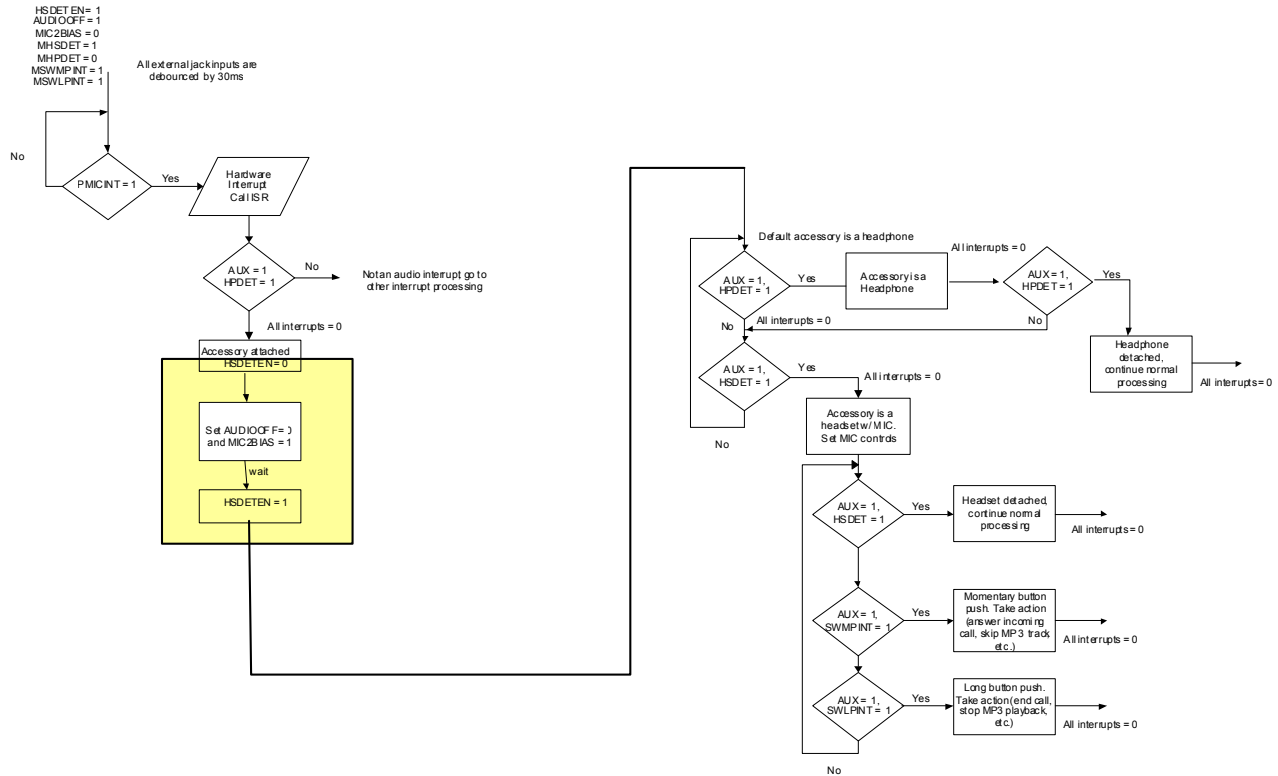 HSDETEN = 1
AUDIOOFF = 1
MIC2BIAS = 0
MHSDET = 1
MHPDET = 0
MSWMPINT = 1
MSWLPINT = 1
All external jack inputs are
debounced by 30ms
No
PMICINT = 1
Yes
Hardware
Interrupt
Call ISR
AUX = 1
HPDET = 1
No
Not an audio interrupt, go to
other interrupt processing
All interrupts = 0
Accessory attached
HSDETEN = 0
Set AUDIOOFF = 0
and MIC2BIAS = 1
wait
HSDETEN = 1
Default accessory is a headphone
AUX = 1,
HPDET = 1
Yes
Accessory is a
Headphone
All interrupts = 0
AUX = 1,
HPDET = 1
Yes
No
No
All interrupts = 0
Headphone
detached,
continue normal
processing
All interrupts = 0
AUX = 1,
HSDET = 1
Yes
All interrupts = 0
No
Accessory is a
headset w/ MIC.
Set MIC controls
AUX = 1,
HSDET = 1
Yes
Headset detached,
continue normal
processing
All interrupts = 0
AUX = 1,
SWMPINT = 1
Yes
Momentary button
push. Take action
(answer incoming
call, skip MP3 track,
etc.)
All interrupts = 0
AUX = 1,
SWLPINT = 1
Yes
Long button push.
Take action (end call,
stop MP3 playback,
etc.)
All interrupts = 0
No